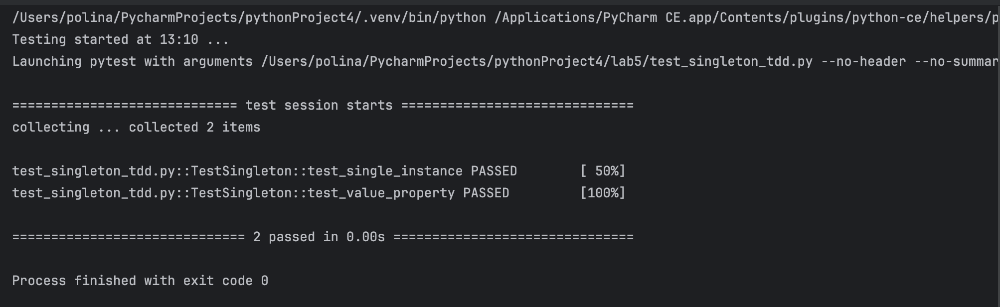 /Users/polina/PycharmProjects/pythonProject4/.venv/bin/python /Applications/PyCharm CE.app/Contents/plugins/python-ce/helpers/p
Testing started at 13:10 ...
Launching pytest with arguments /Users/polina/PycharmProjects/pythonProject4/lab5/test_singleton_tdd.py --no-header --no-summar
============================= test session starts ==============================
collecting ... collected 2 items
test_singleton_tdd.py::TestSingleton::test_single_instance PASSED        [ 50%]
test_singleton_tdd.py::TestSingleton::test_value_property PASSED         [100%]
============================== 2 passed in 0.00s ===============================
Process finished with exit code 0